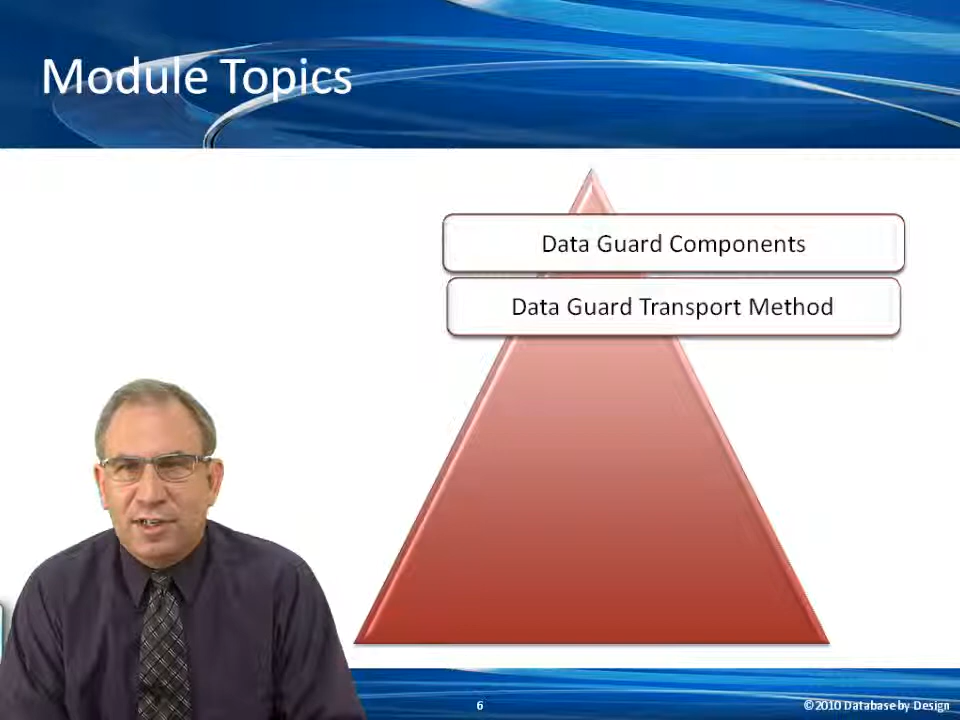 Module Topics
Data Guard Components
Data Guard Transport Method
6
©2010 Database by Design